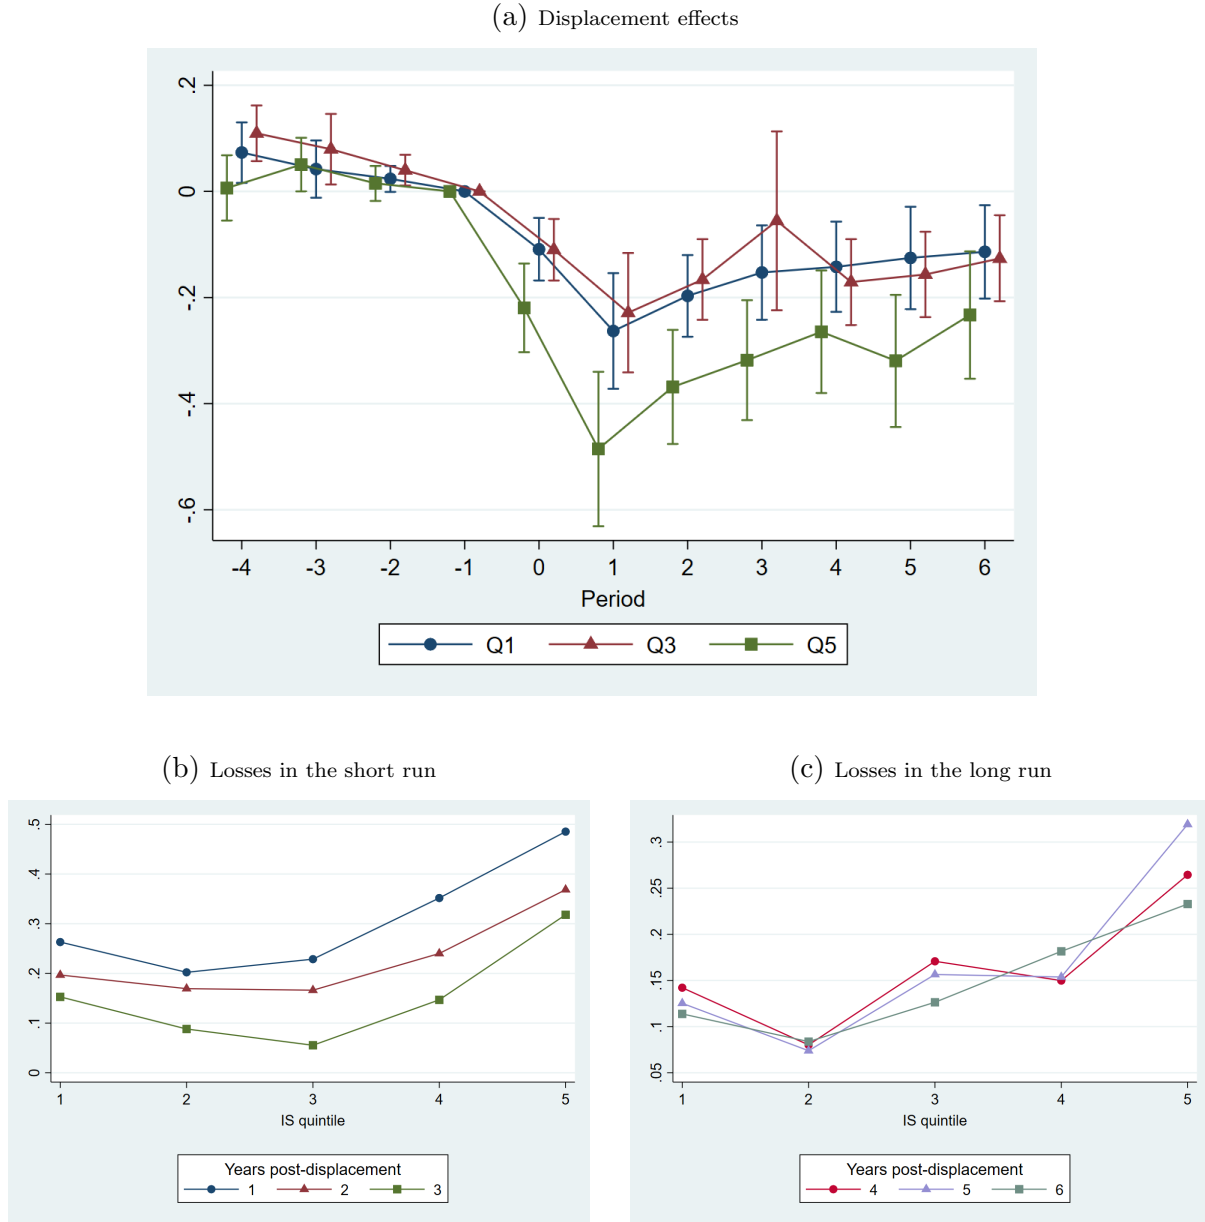 (a) Displacement effects
.2
0
-.2
-.4
-.6
-4 -3 -2 -1 0 1 2 3 4 5 6
Period
Q1 Q3 Q5
(b) Losses in the short run
.5
.4
.3
.2
.1
0
1 2 3 4 5
IS quintile
Years post-displacement
1 2 3
(c) Losses in the long run
.3
.25
.2
.15
.1
.05
1 2 3 4 5
IS quintile
Years post-displacement
4 5 6